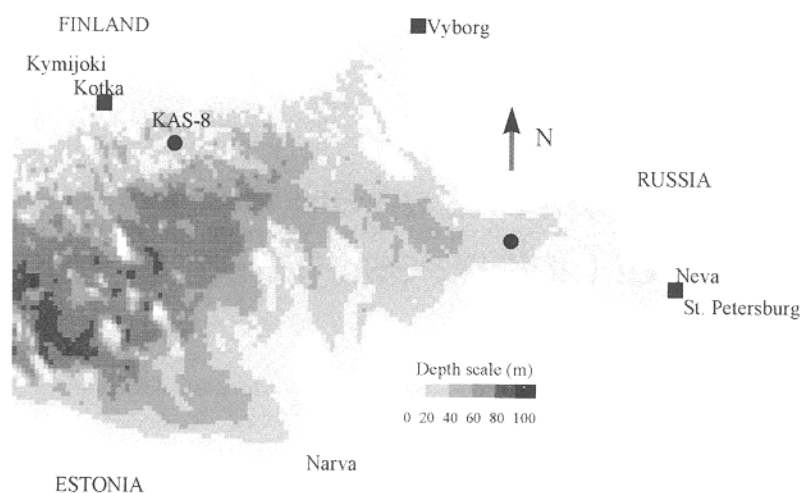 FINLAND
Vyborg
Kymijoki
Kotka
KAS-8
N
RUSSIA
Neva
St. Petersburg
Depth scale (m)
0 20 40 60 80 100
Narva
ESTONIA